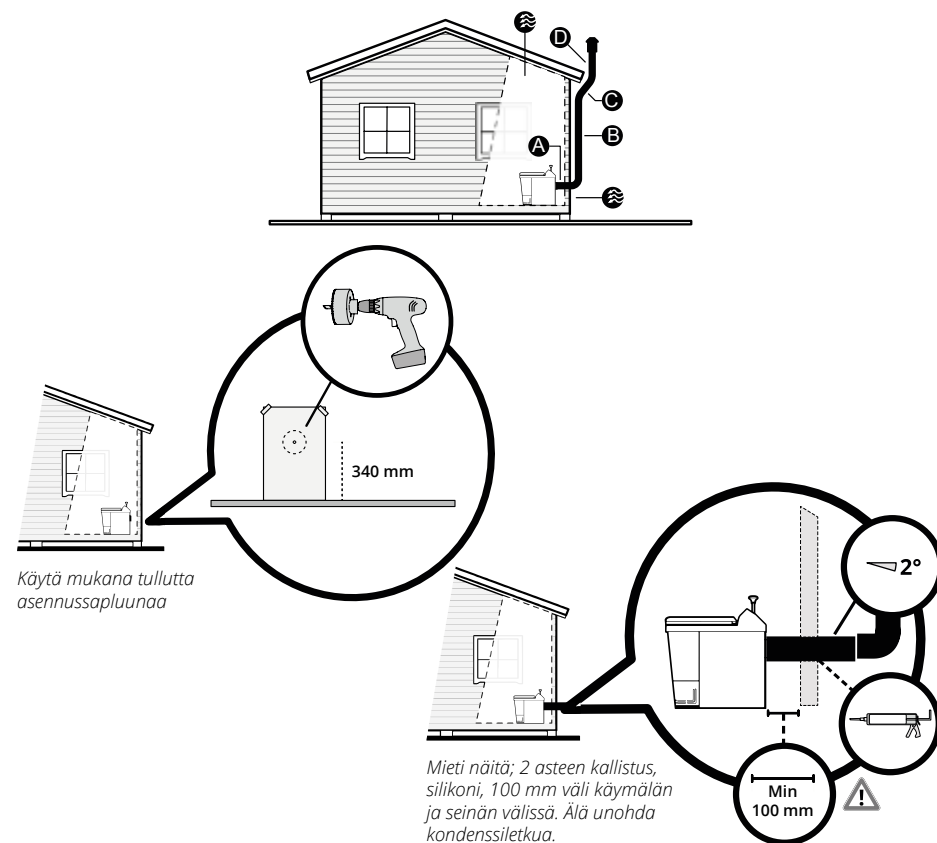 D
C
B
A
340 mm
Käytä mukana tullutta
asennussapluunaa
2°
Min
100 mm
Mieti näitä; 2 asteen kallistus,
silikoni, 100 mm väli käymälän
ja seinän välissä. Älä unohda
kondenssiletkua.